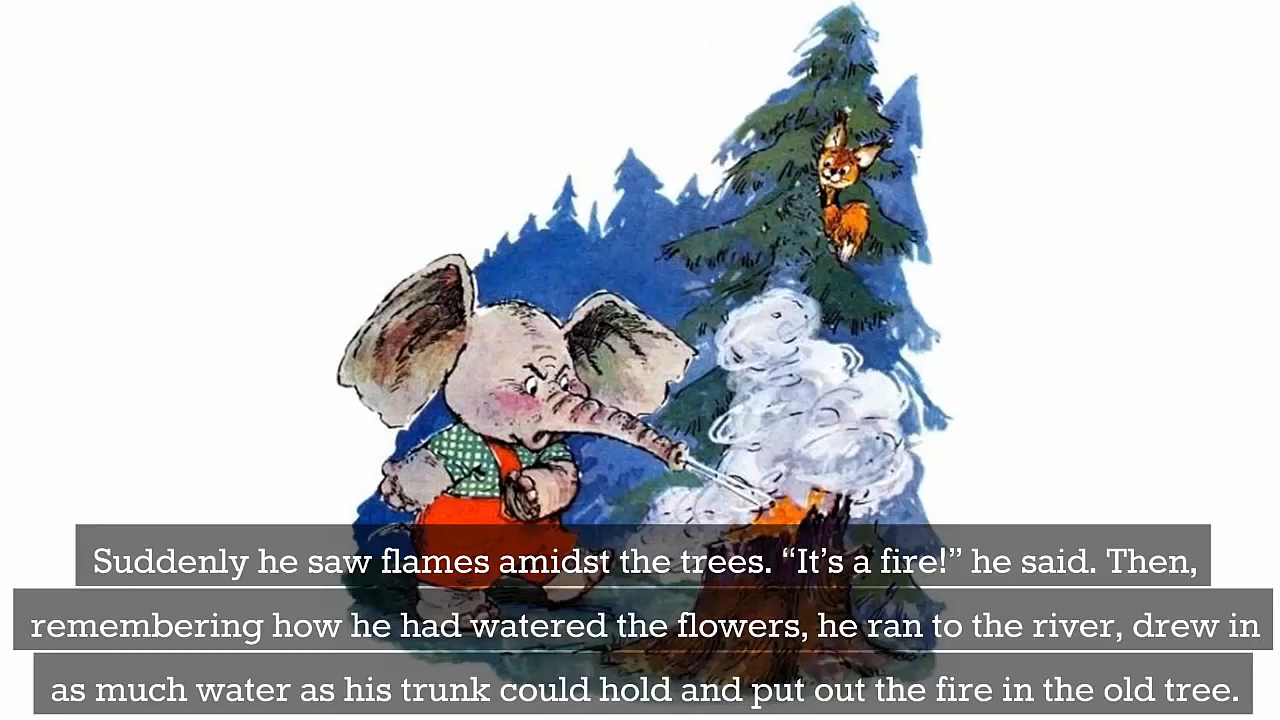 Suddenly he saw flames amidst the trees. “It’s a fire!” he said. Then,
remembering how he had watered the flowers, he ran to the river, drew in
as much water as his trunk could hold and put out the fire in the old tree.